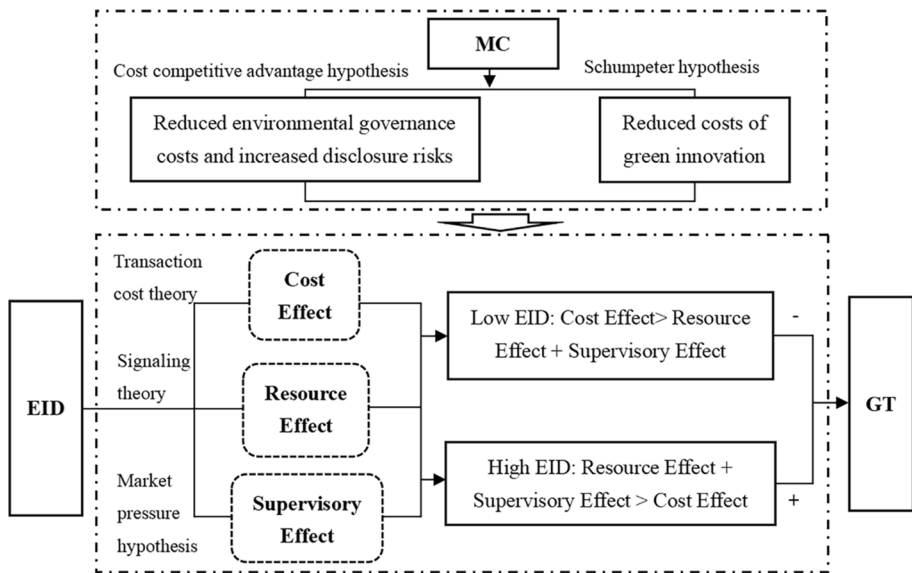 MC
Cost competitive advantage hypothesis
Schumpeter hypothesis
Reduced environmental governance
costs and increased disclosure risks
Reduced costs of
green innovation
Transaction
cost theory
Signaling
theory
Market
pressure
hypothesis
EID
Cost
Effect
Resource
Effect
Supervisory
Effect
Low EID: Cost Effect> Resource
Effect + Supervisory Effect
-
High EID: Resource Effect +
Supervisory Effect > Cost Effect
+
GT